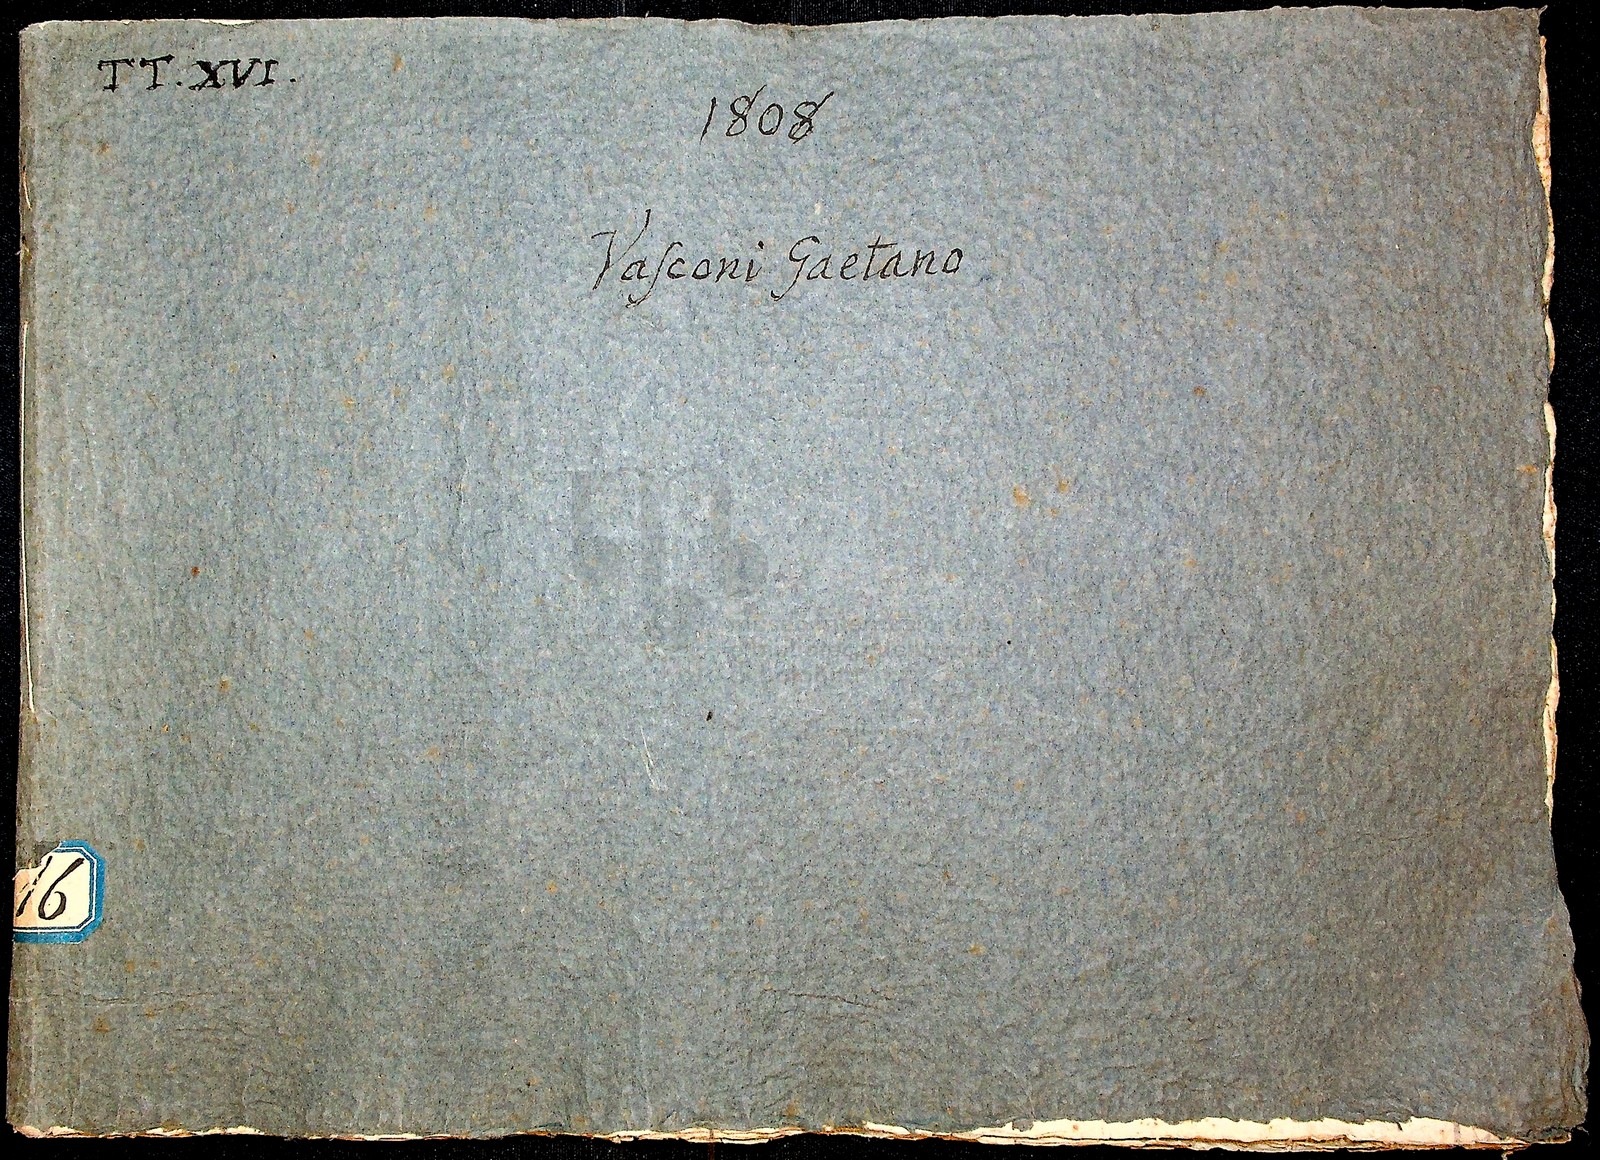 TT. XVI.
1808
Vasconi Gaetano
16